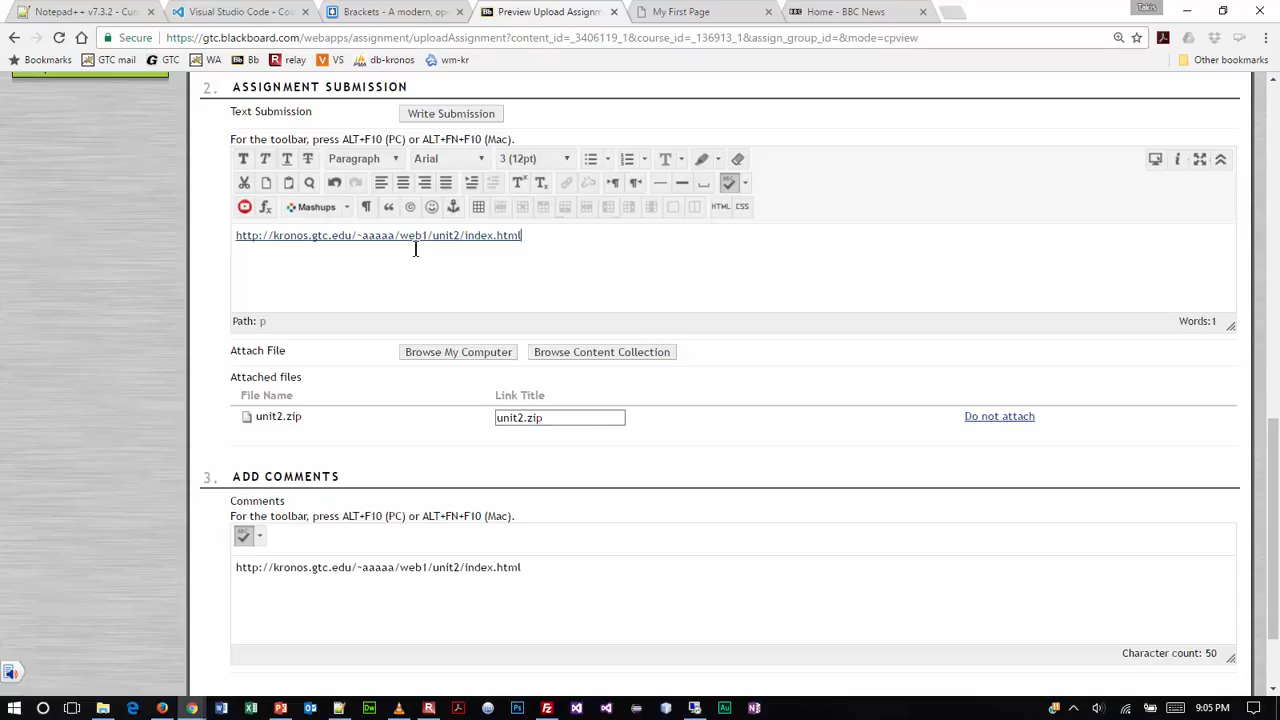 Notepad++ v7.3.2 - Curr
Visual Studio Code - Cod
Brackets - A modern, ope
Preview Upload Assignm
My First Page
Home - BBC News
Takis
Secure
https://gtc.blackboard.com/webapps/assignment/uploadAssignment?content_id=_3406119_1&course_id=_136913_1&assign_group_id=&mode=cpview
Bookmarks
GTC mail
GTC
WA
Bb
relay
VS
db-kronos
wm-kr
Other bookmarks
2. ASSIGNMENT SUBMISSION
Text Submission
Write Submission
For the toolbar, press ALT+F10 (PC) or ALT+FN+F10 (Mac).
Paragraph
Arial
3 (12pt)
Mashups
HTML
CSS
http://kronos.gtc.edu/~aaaaa/web1/unit2/index.html
Path: p
Words:1
Attach File
Browse My Computer
Browse Content Collection
Attached files
File Name
Link Title
unit2.zip
unit2.zip
Do not attach
3. ADD COMMENTS
Comments
For the toolbar, press ALT+F10 (PC) or ALT+FN+F10 (Mac).
http://kronos.gtc.edu/~aaaaa/web1/unit2/index.html
Character count: 50
9:05 PM